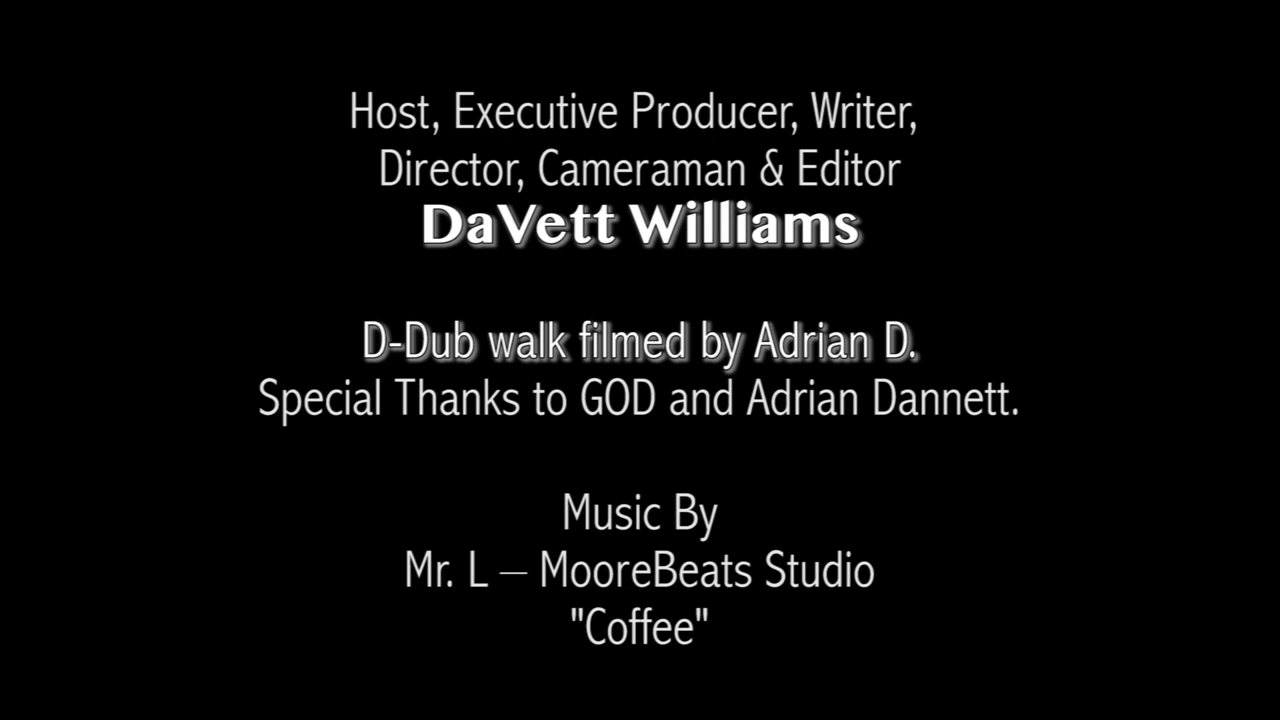 Host, Executive Producer, Writer,
Director, Cameraman & Editor
DaVett Williams
D-Dub walk filmed by Adrian D.
Special Thanks to GOD and Adrian Dannett.
Music By
Mr. L – MooreBeats Studio
"Coffee"